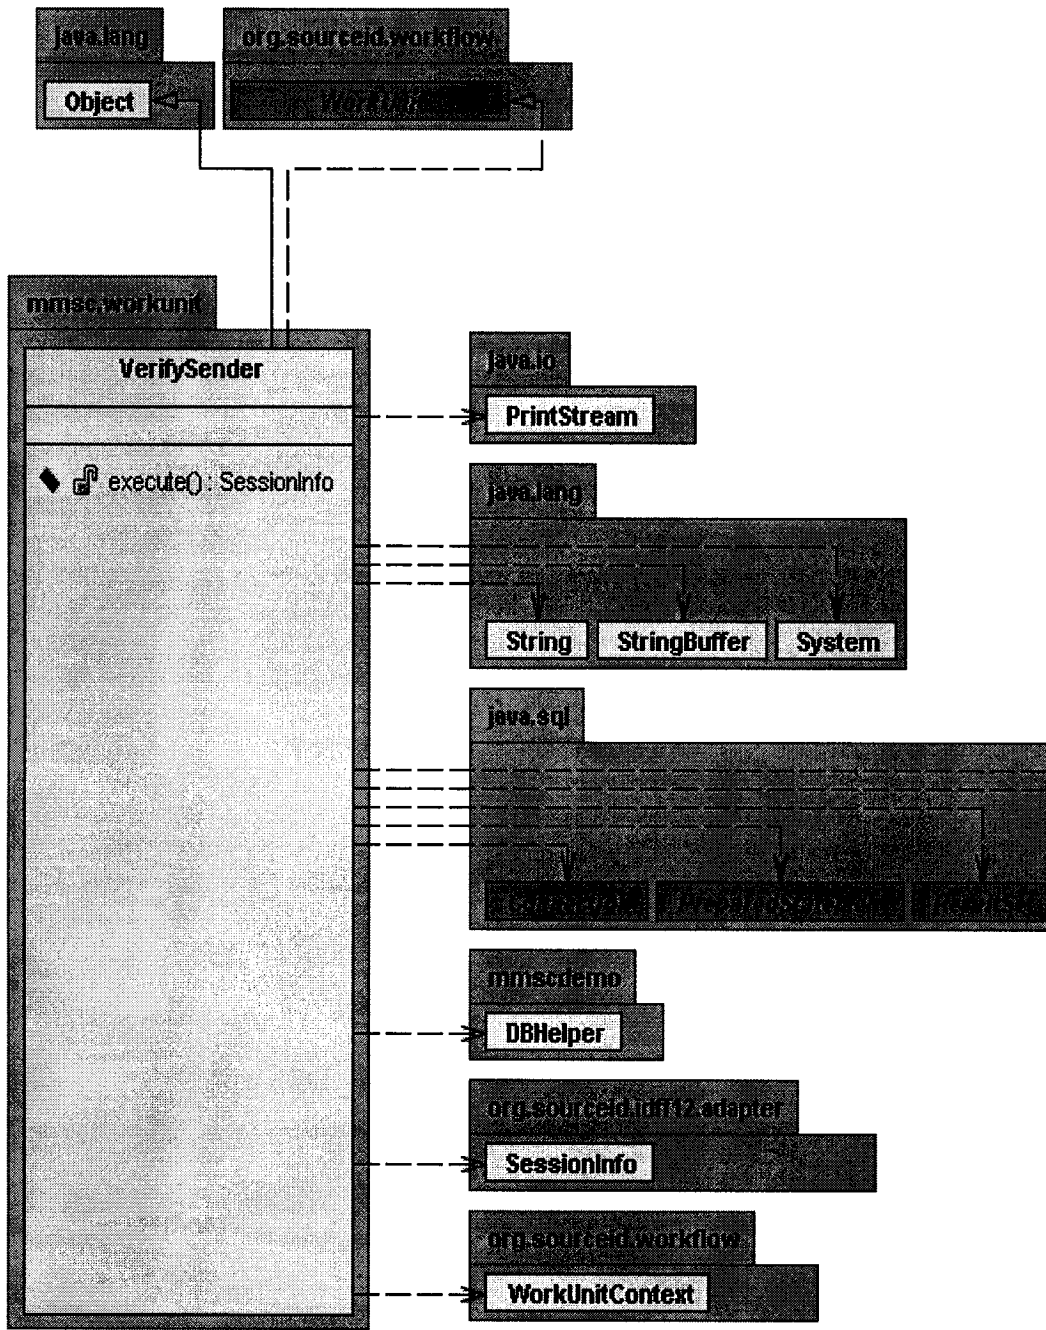 java.lang
org.sourceid.workflow
Object
mmsc.workunit
VerifySender
execute() : SessionInfo
java.io
PrintStream
java.lang
String
StringBuffer
System
java.sql
PreparedStatement
mmscdemo
DBHelper
org.sourceid.idff12.adapter
SessionInfo
org.sourceid.workflow
WorkUnitContext